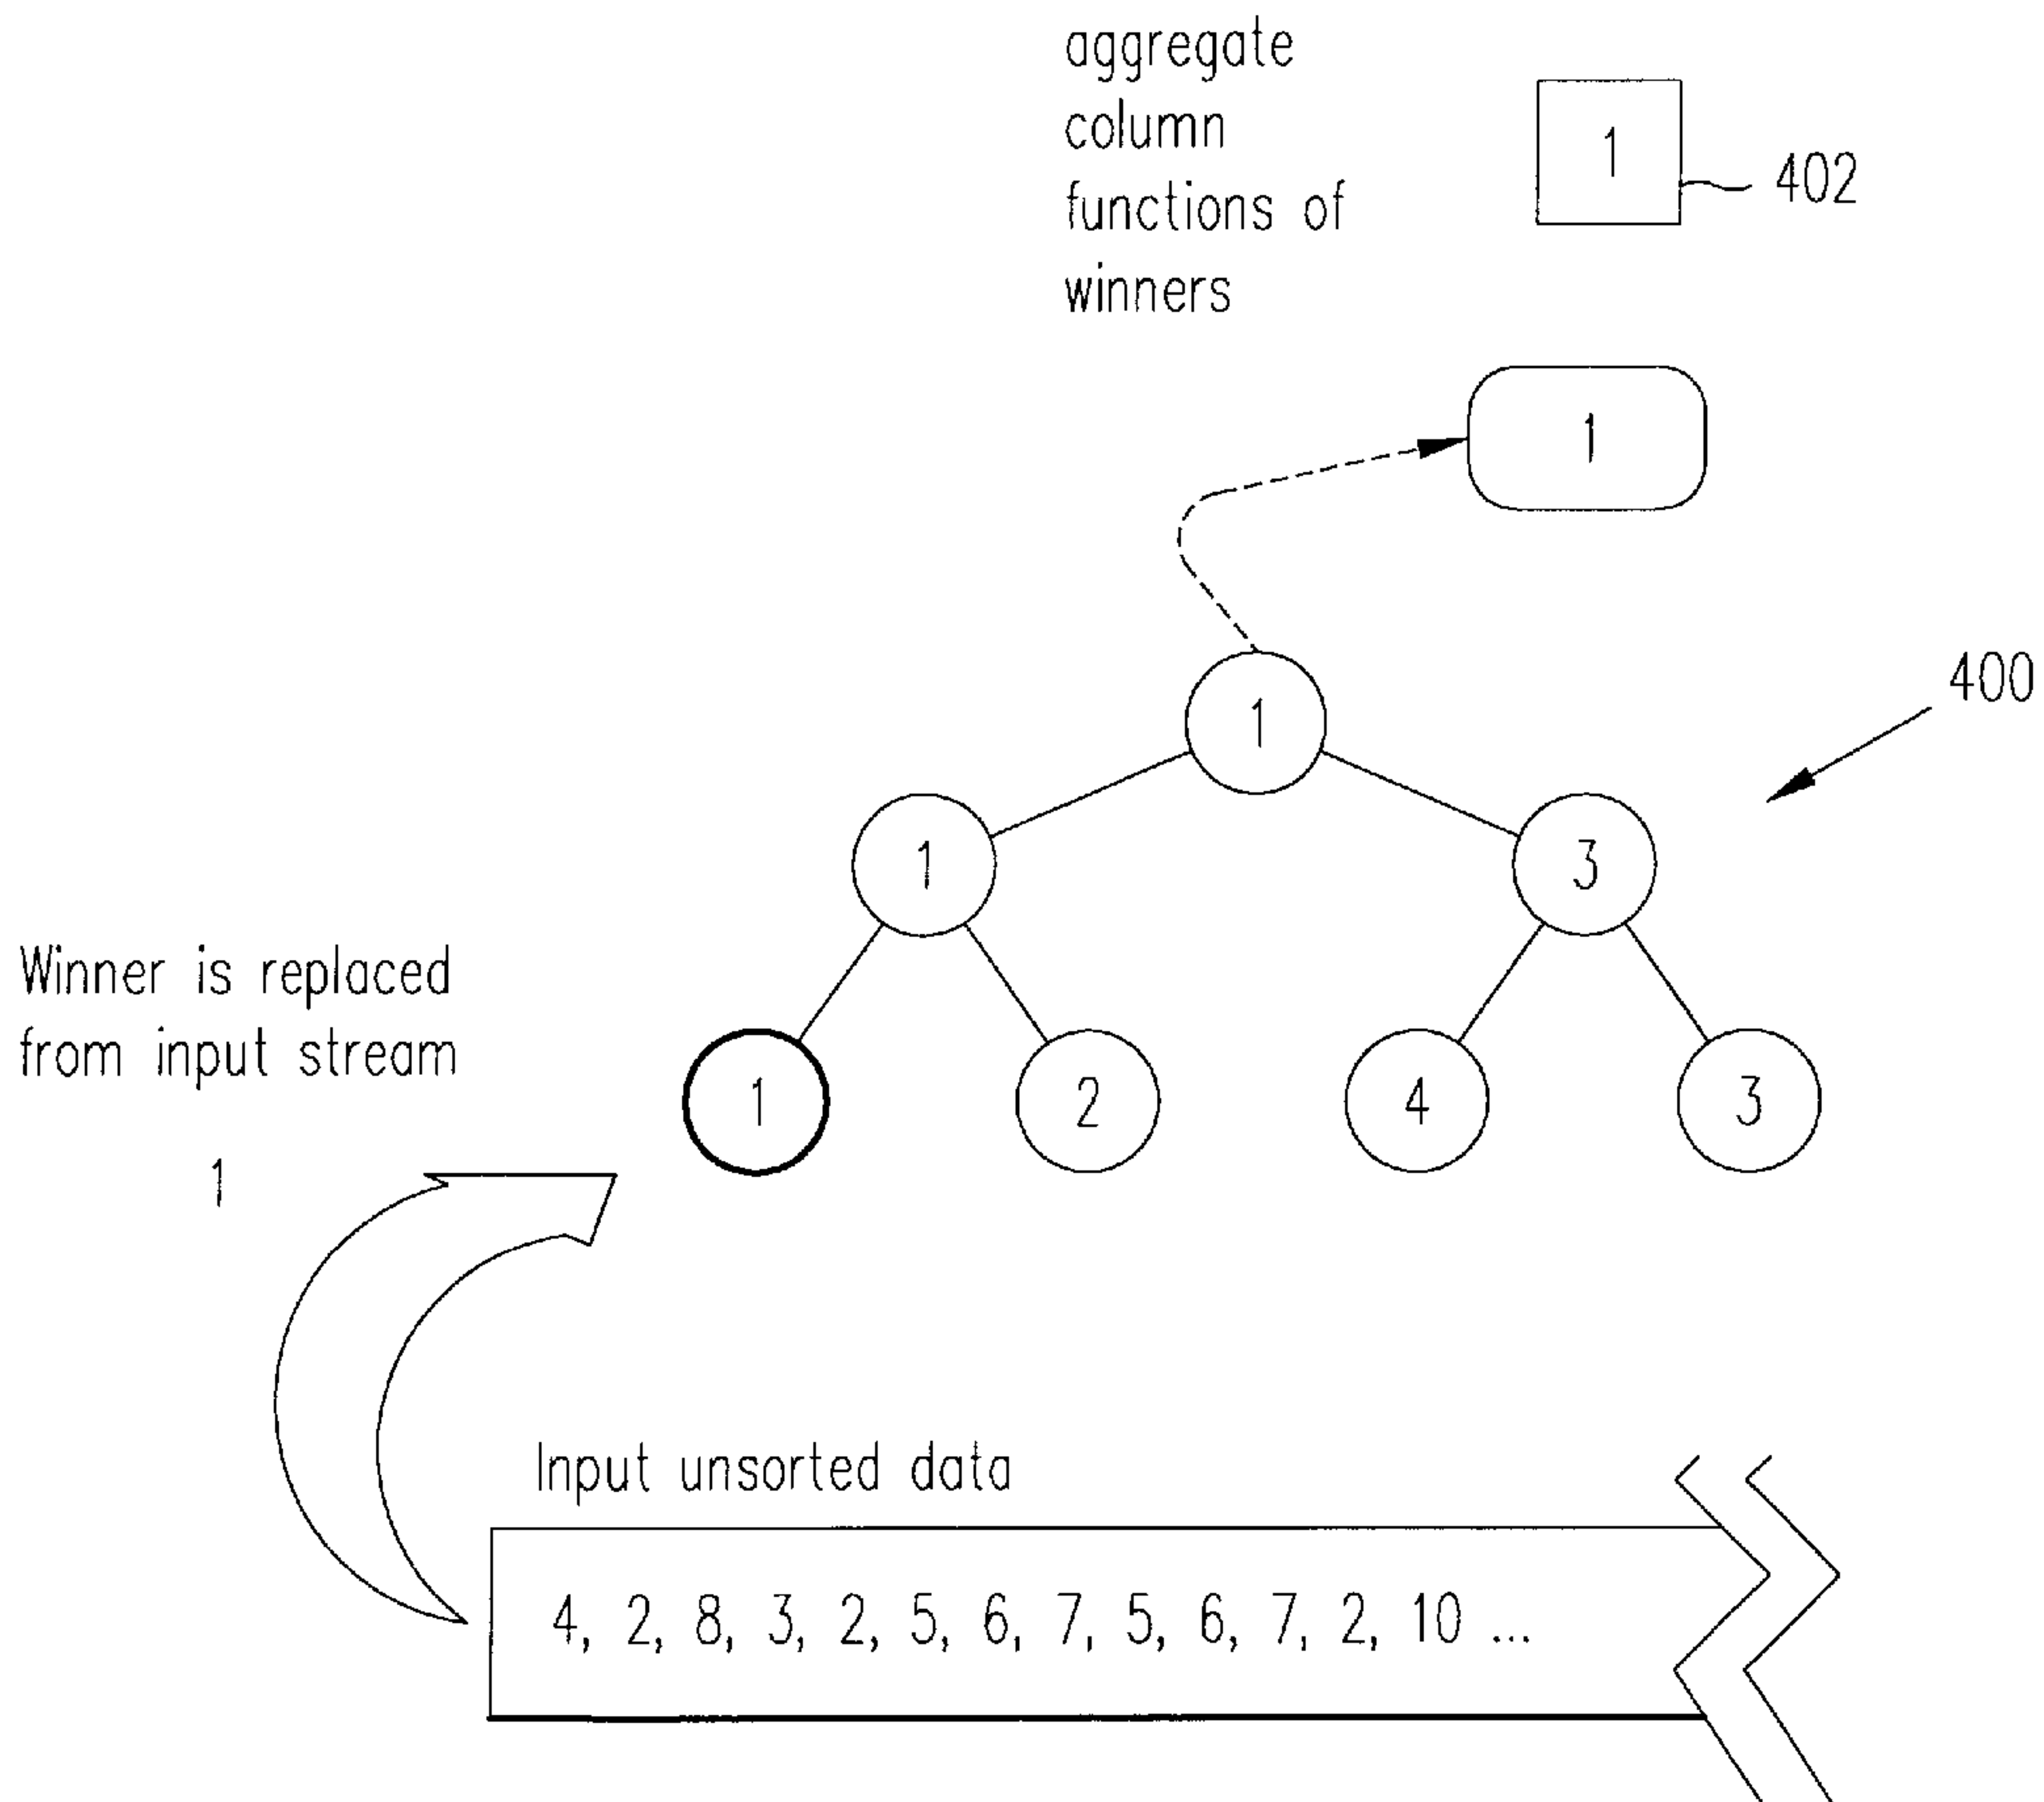 aggregate
column
functions of
winners
1
402
1
400
1
1
3
Winner is replaced
from input stream
1
1
2
4
3
Input unsorted data
4, 2, 8, 3, 2, 5, 6, 7, 5, 6, 7, 2, 10 ...